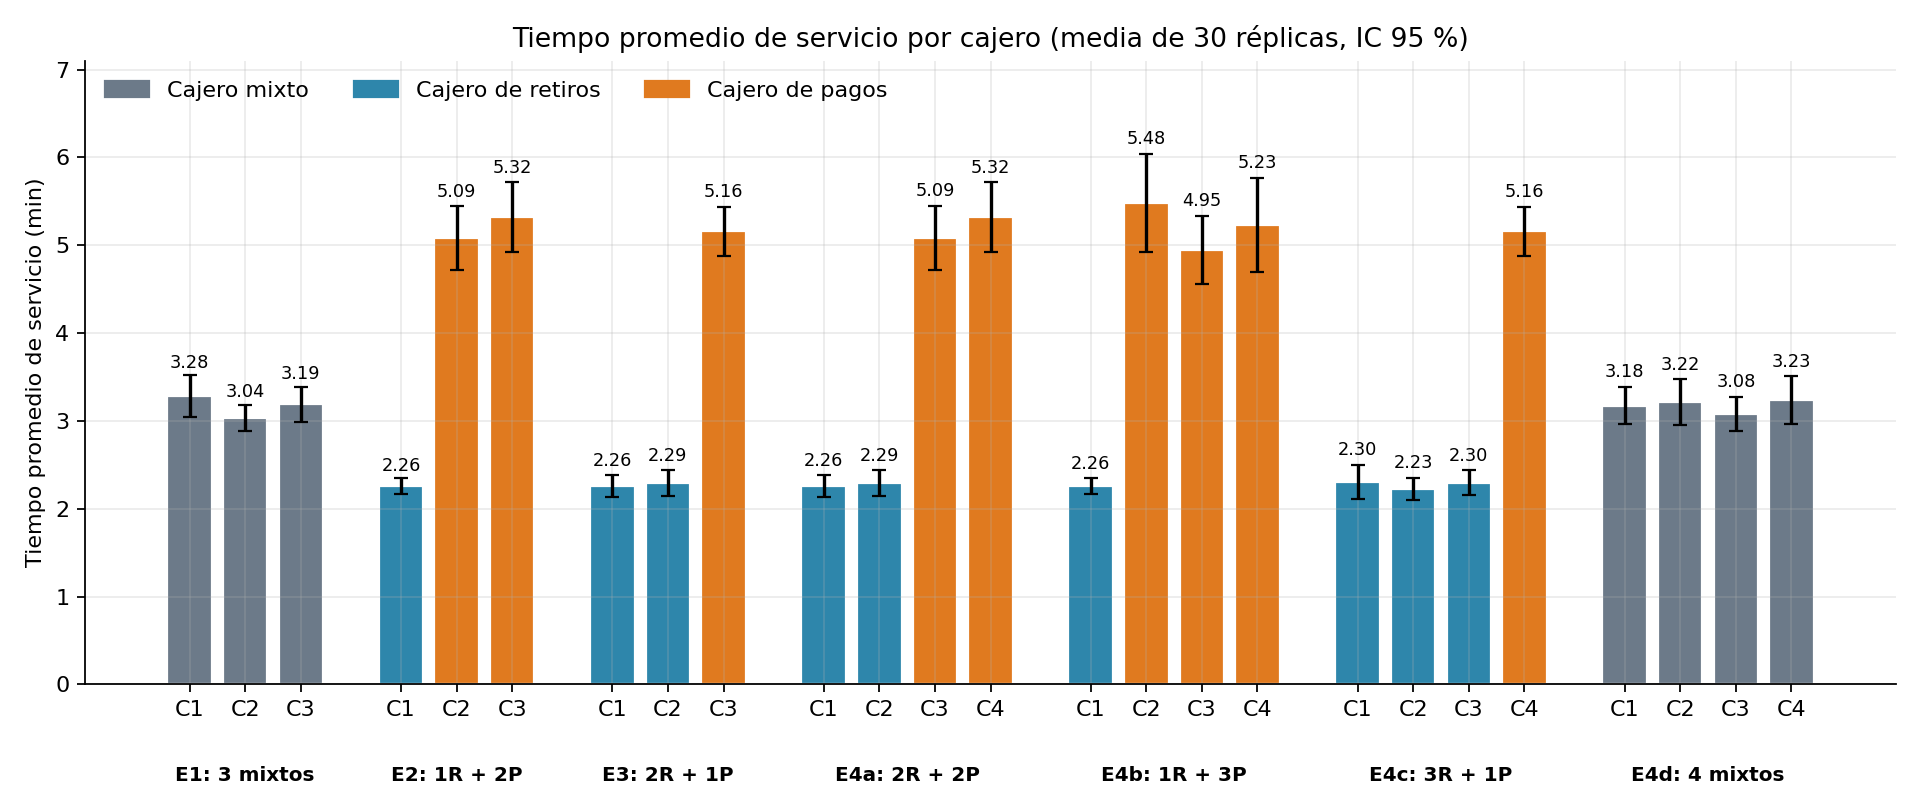 Tiempo promedio de servicio por cajero (media de 30 réplicas, IC 95 %)
Cajero mixto Cajero de retiros Cajero de pagos
Tiempo promedio de servicio (min)
7
6
5
4
3
2
1
0
3.28 3.04 3.19
2.26 5.09 5.32
2.26 2.29 5.16
2.26 2.29 5.09 5.32
2.26 5.48 4.95 5.23
2.30 2.23 2.30 5.16
3.18 3.22 3.08 3.23
C1 C2 C3 C1 C2 C3 C1 C2 C3 C1 C2 C3 C4 C1 C2 C3 C4 C1 C2 C3 C4 C1 C2 C3 C4
E1: 3 mixtos E2: 1R + 2P E3: 2R + 1P E4a: 2R + 2P E4b: 1R + 3P E4c: 3R + 1P E4d: 4 mixtos